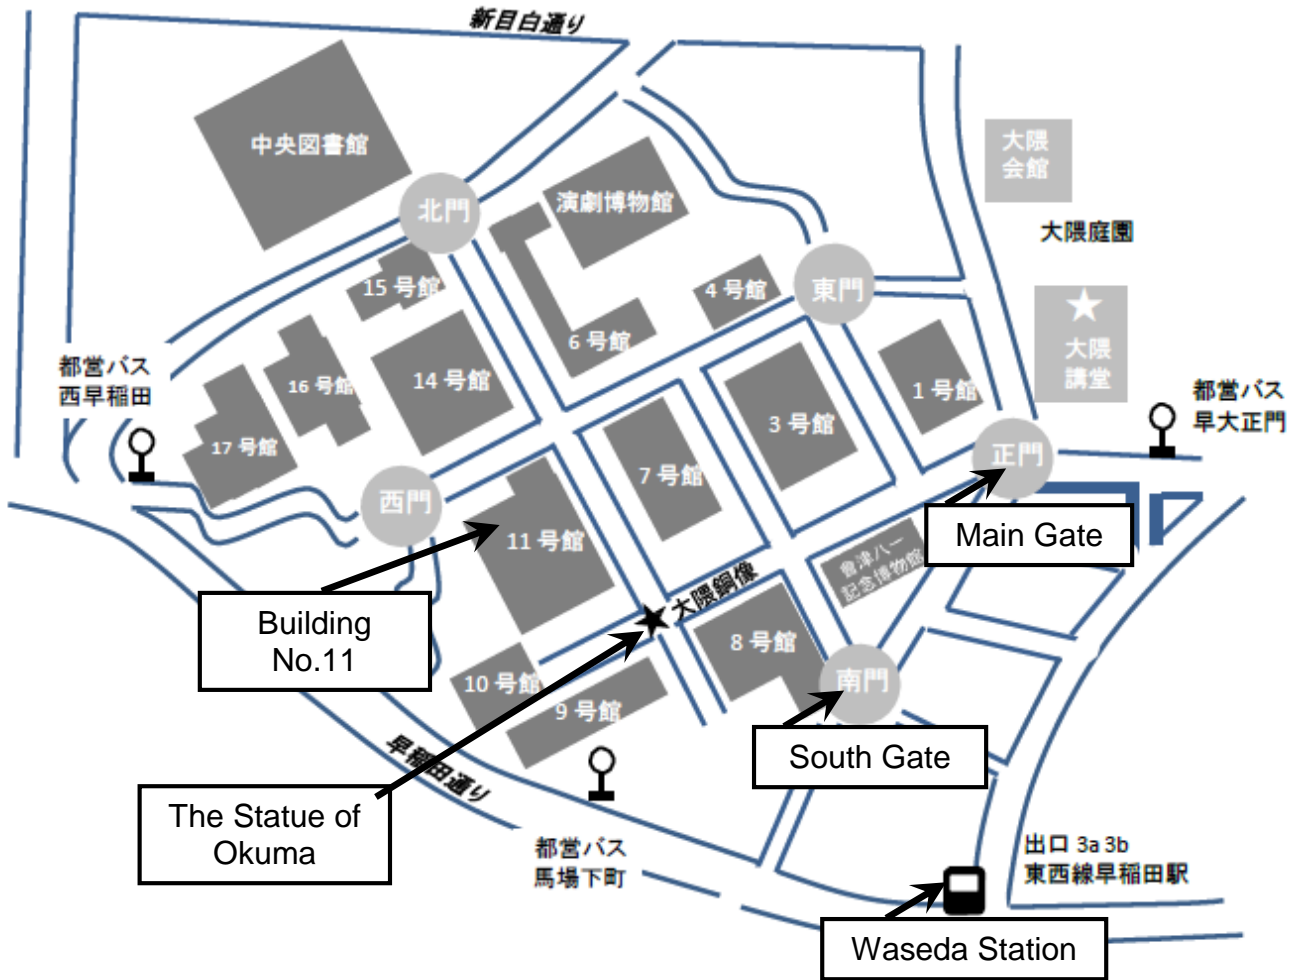 新目白通り
中央図書館
大隈
会館
北門
演劇博物館
大隈庭園
15 号館
4 号館
東門
6 号館
大隈
講堂
都営バス
西早稲田
16 号館
14 号館
1 号館
都営バス
早大正門
3 号館
17 号館
7 号館
正門
西門
11 号館
Main Gate
會津八一
記念博物館
大隈銅像
Building
No.11
8 号館
10 号館
南門
9 号館
South Gate
早稲田通り
The Statue of
Okuma
都営バス
馬場下町
出口 3a 3b
東西線早稲田駅
Waseda Station